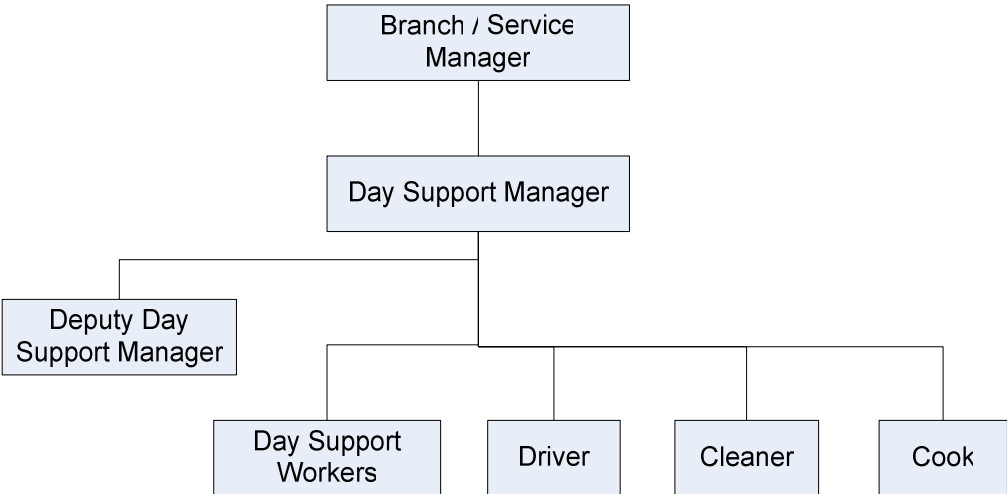 Branch / Service
Manager
Day Support Manager
Deputy Day
Support Manager
Day Support
Workers
Driver
Cleaner
Cook